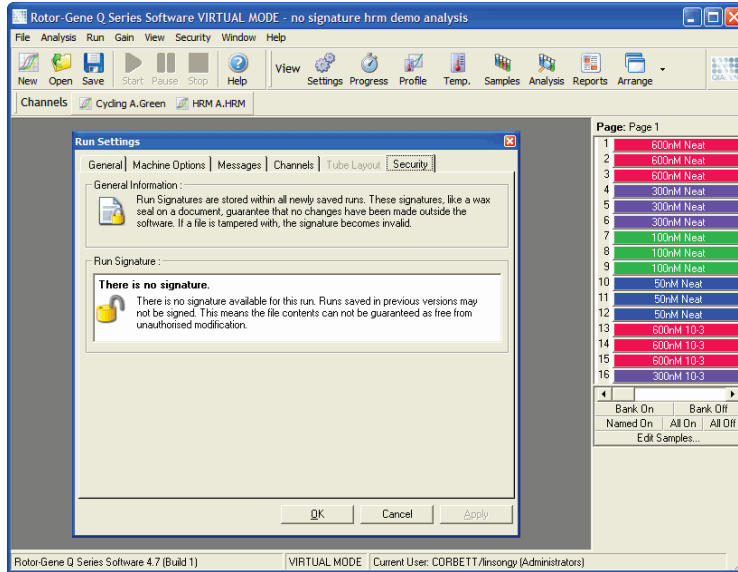 Rotor-Gene Q Series Software VIRTUAL MODE - no signature hrm demo analysis
File Analysis Run Gain View Security Window Help
New Open Save Start Pause Stop Help View Settings Progress Profile Temp. Samples Analysis Reports Arrange
Channels Cycling A.Green HRM A.HRM
Page: Page 1
1 600nM Neat
2 600nM Neat
3 600nM Neat
4 300nM Neat
5 300nM Neat
6 300nM Neat
7 100nM Neat
8 100nM Neat
9 100nM Neat
10 50nM Neat
11 50nM Neat
12 50nM Neat
13 600nM 10-3
14 600nM 10-3
15 600nM 10-3
16 300nM 10-3
Bank On Bank Off
Named On All On All Off
Edit Samples...
Run Settings
General Machine Options Messages Channels Tube Layout Security
General Information :
Run Signatures are stored within all newly saved runs. These signatures, like a wax
seal on a document, guarantee that no changes have been made outside the
software. If a file is tampered with, the signature becomes invalid.
Run Signature :
There is no signature.
There is no signature available for this run. Runs saved in previous versions may
not be signed. This means the file contents can not be guaranteed as free from
unauthorised modification.
OK Cancel Apply
Rotor-Gene Q Series Software 4.7 (Build 1) VIRTUAL MODE Current User: CORBETT/linsongy (Administrators)